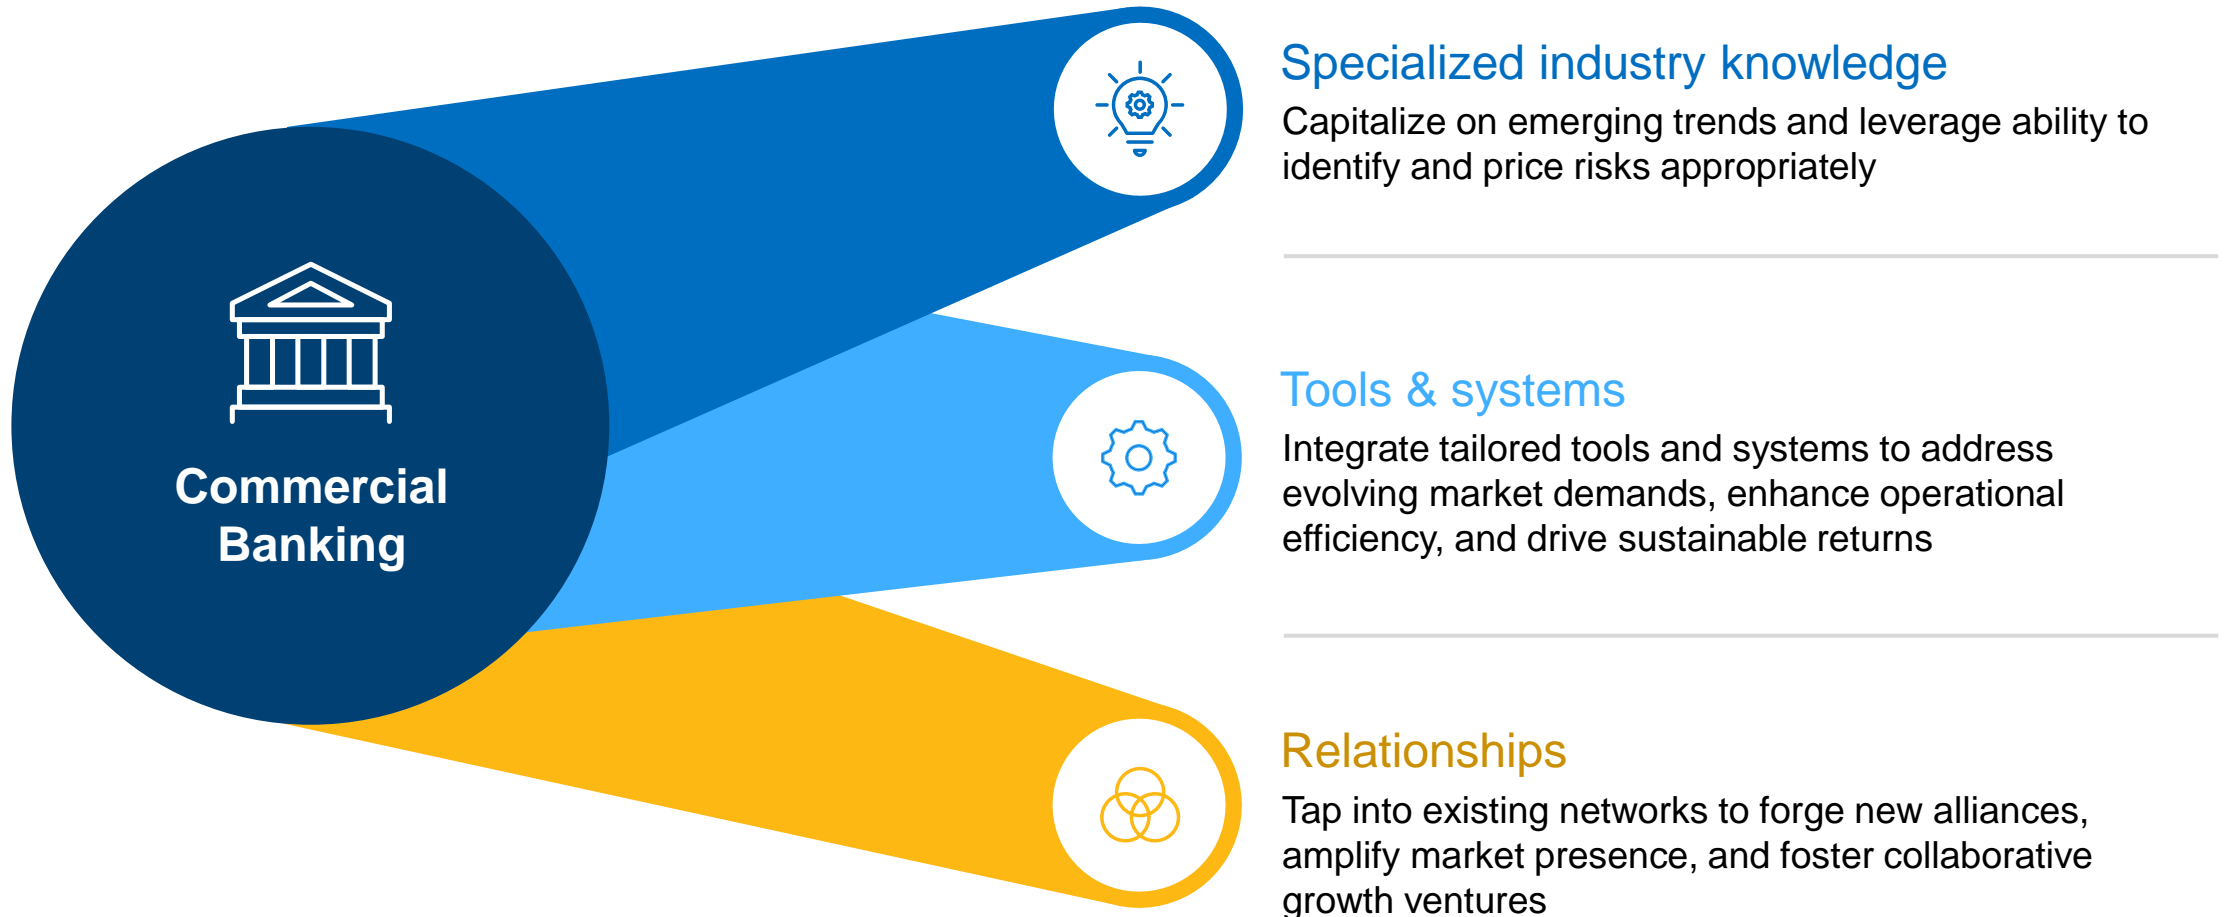 Specialized industry knowledge
Capitalize on emerging trends and leverage ability to
identify and price risks appropriately
Commercial
Banking
Tools & systems
Integrate tailored tools and systems to address
evolving market demands, enhance operational
efficiency, and drive sustainable returns
Relationships
Tap into existing networks to forge new alliances,
amplify market presence, and foster collaborative
growth ventures